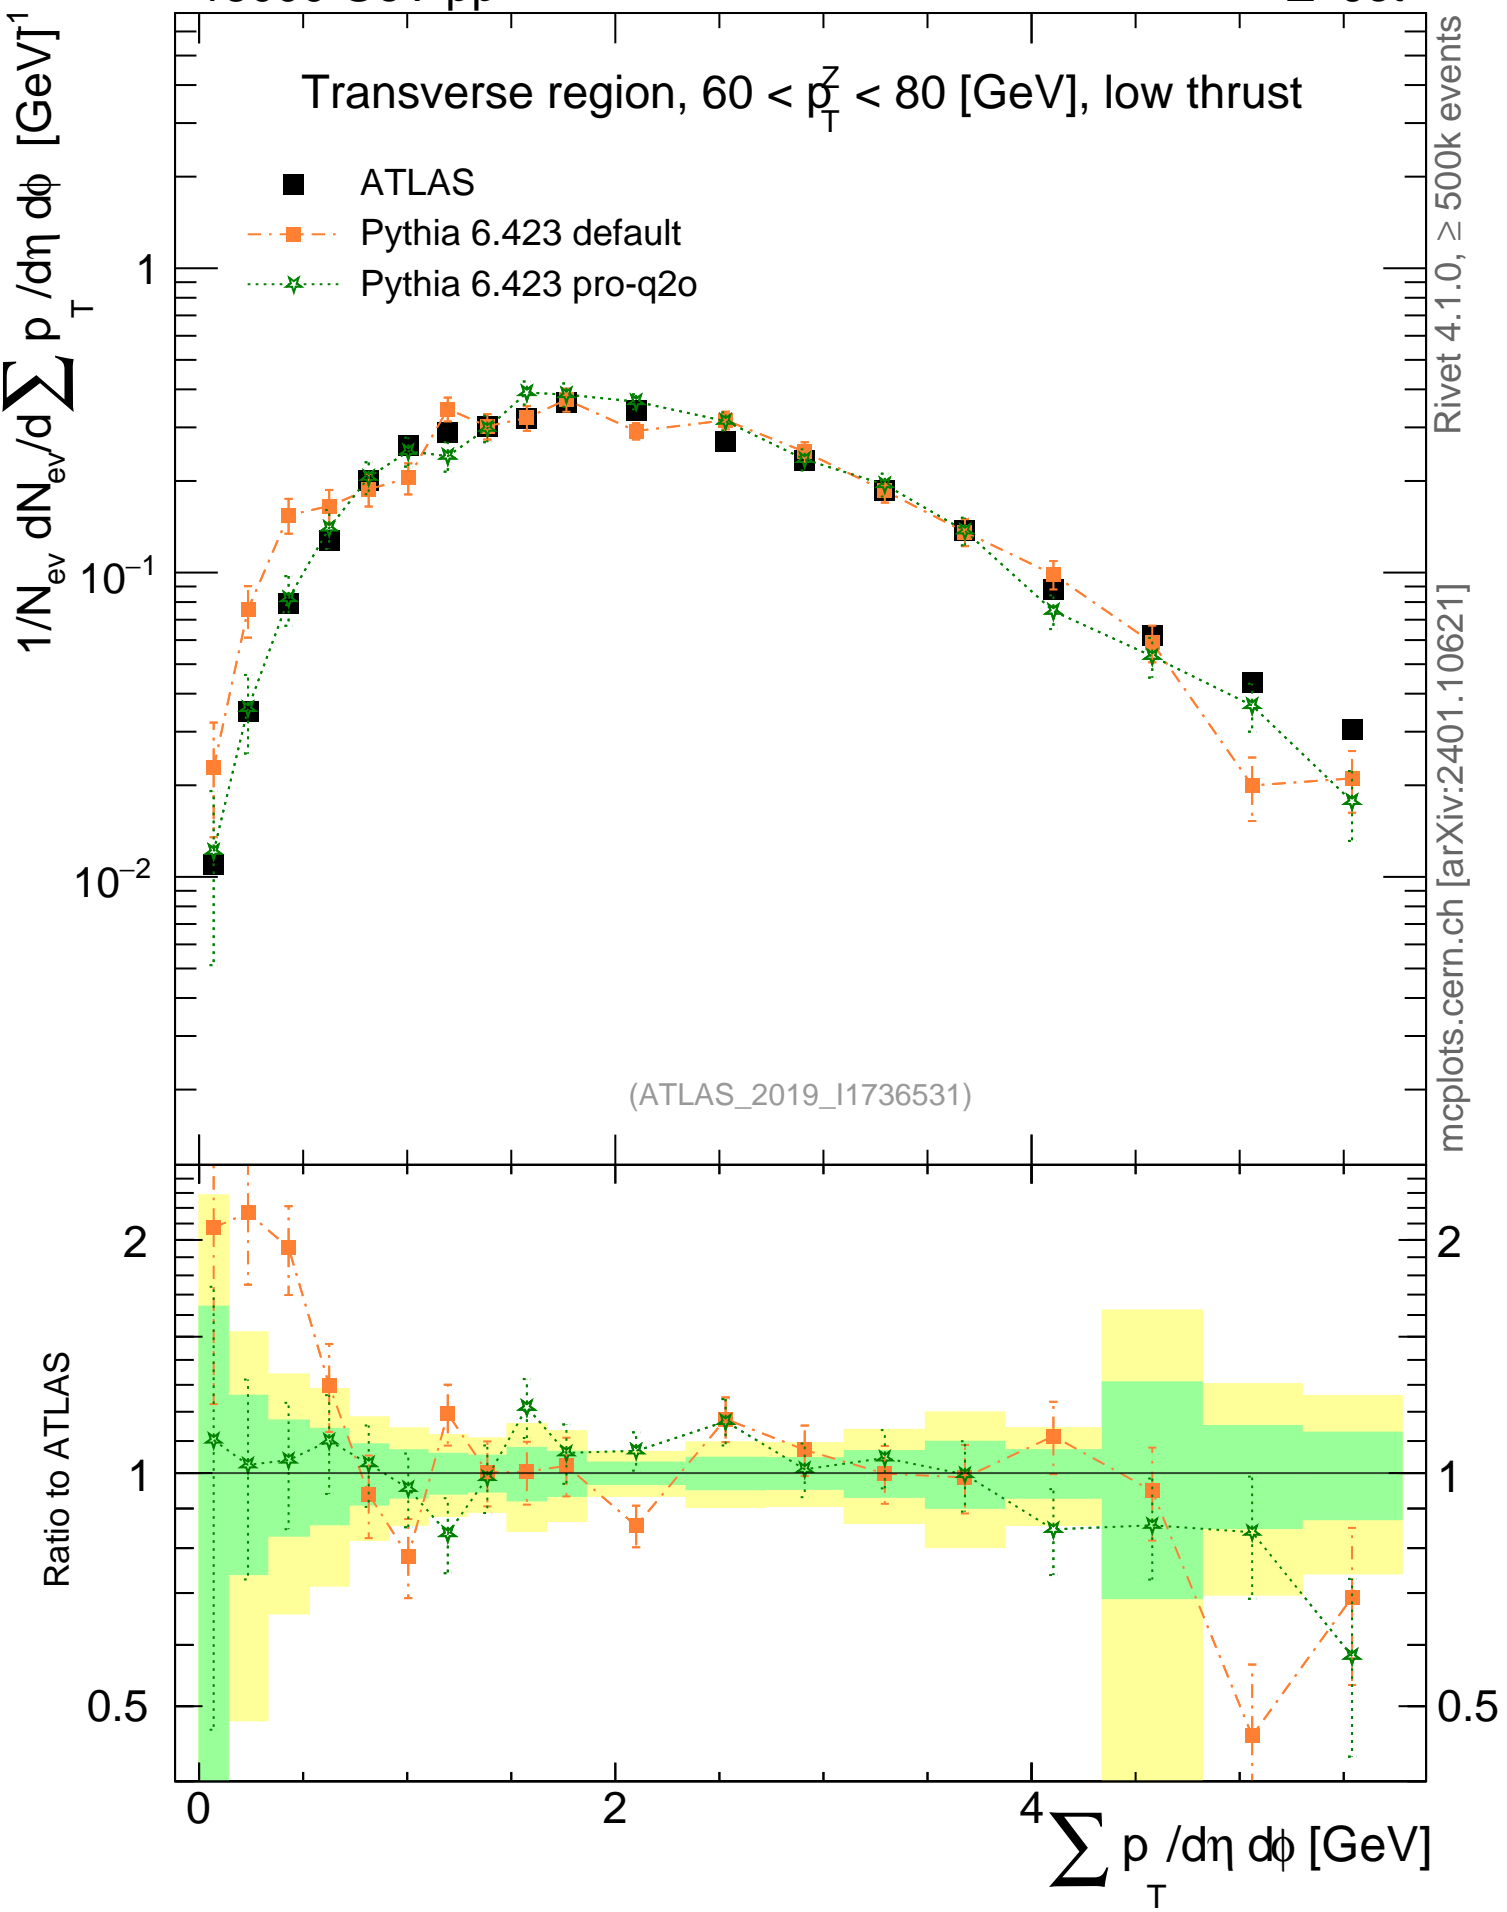 Transverse region, 60 < p_T^Z < 80 [GeV], low thrust
ATLAS
Pythia 6.423 default
Pythia 6.423 pro-q2o
1/N_ev dN_ev/d∑ p_T/dη dϕ [GeV]^-1
1
10^−1
10^−2
(ATLAS_2019_I1736531)
Rivet 4.1.0, ≥ 500k events
mcplots.cern.ch [arXiv:2401.10621]
Ratio to ATLAS
2
1
0.5
2
1
0.5
0 2 4
∑ p_T/dη dϕ [GeV]